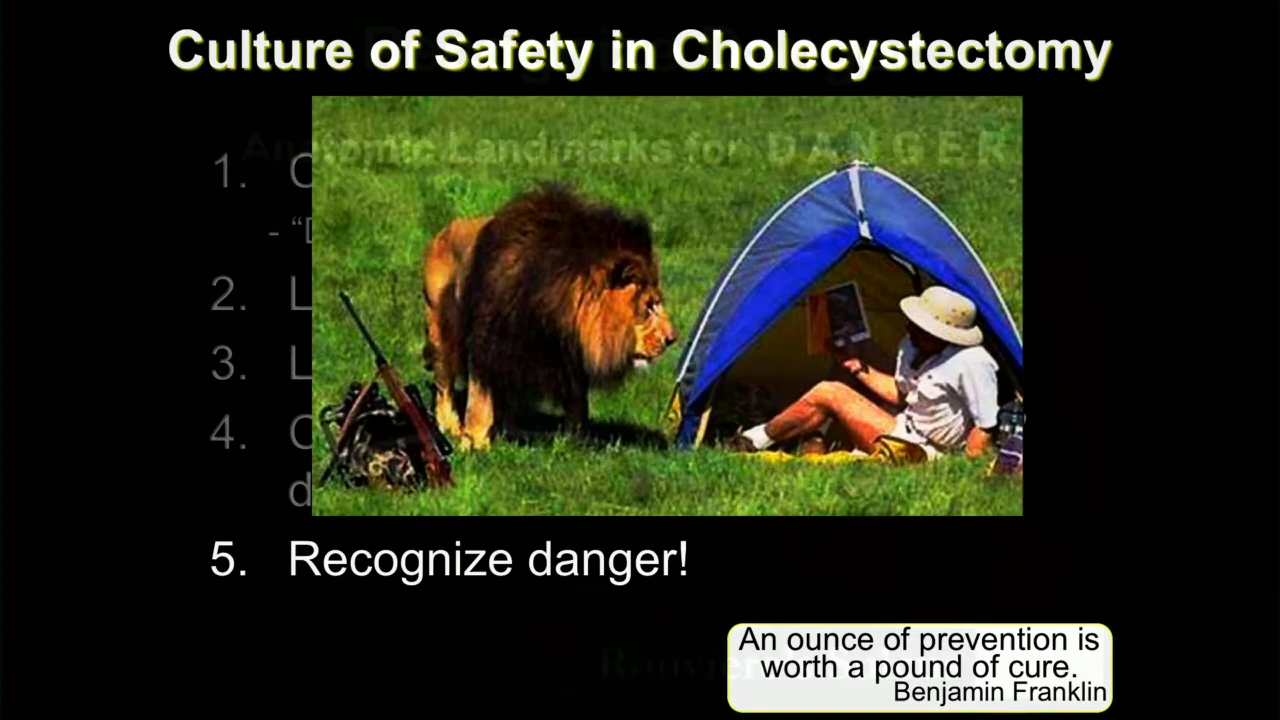 Culture of Safety in Cholecystectomy
Anatomic Landmarks for D A N G E R
1. C
- “D
2. L
3. L
4. C
d
5. Recognize danger!
An ounce of prevention is
worth a pound of cure.
Benjamin Franklin